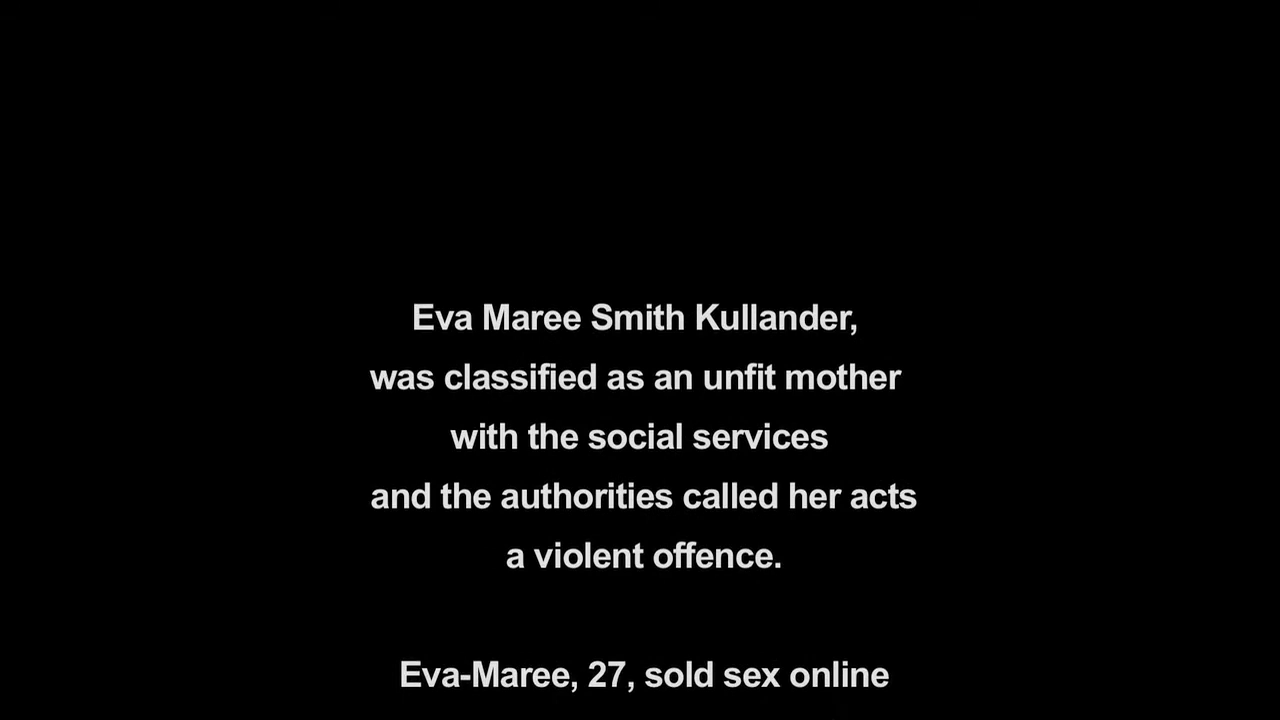 Eva Maree Smith Kullander,
was classified as an unfit mother
with the social services
and the authorities called her acts
a violent offence.
Eva-Maree, 27, sold sex online